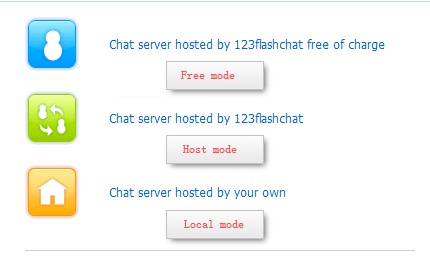 Chat server hosted by 123flashchat free of charge
Free mode
Chat server hosted by 123flashchat
Host mode
Chat server hosted by your own
Local mode